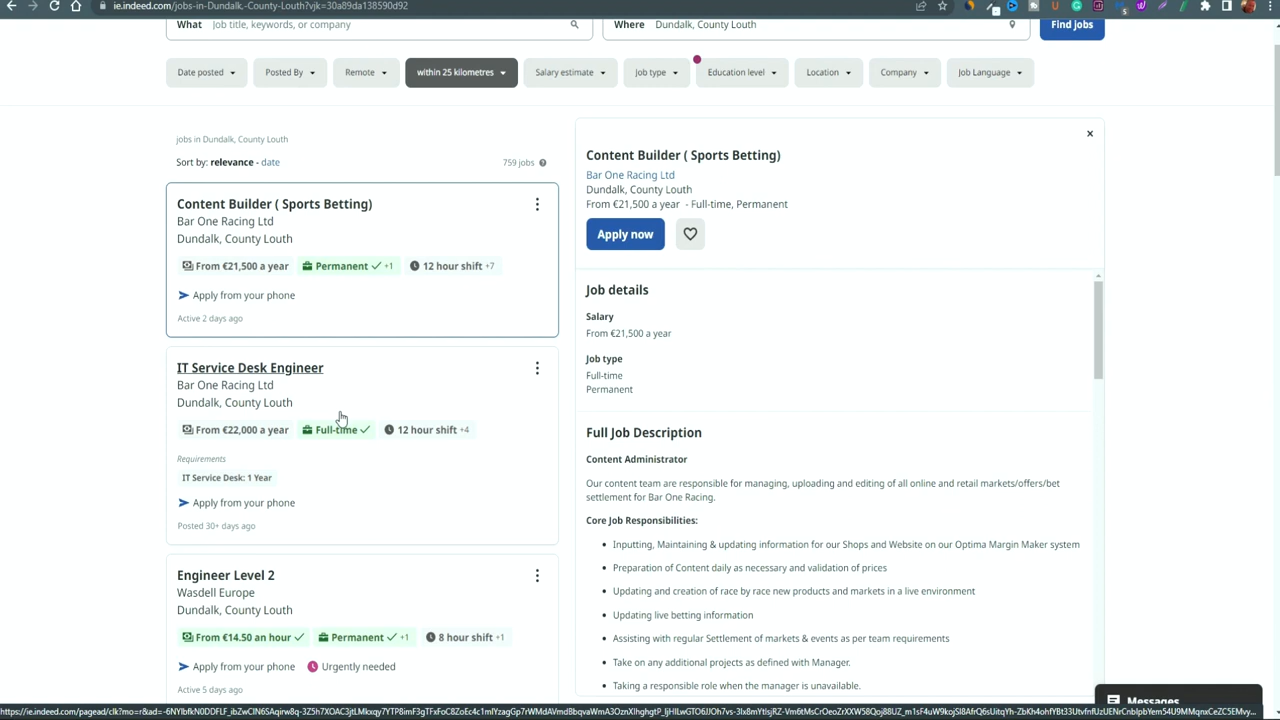 ie.indeed.com/jobs-in-Dundalk,-County-Louth?vjk=30a89da138590d92
What Job title, keywords, or company
Where Dundalk, County Louth
Find jobs
Date posted
Posted By
Remote
within 25 kilometres
Salary estimate
Job type
Education level
Location
Company
Job Language
jobs in Dundalk, County Louth
Sort by: relevance - date
759 jobs
Content Builder ( Sports Betting)
Bar One Racing Ltd
Dundalk, County Louth
From €21,500 a year Permanent +1 12 hour shift +7
Apply from your phone
Active 2 days ago
IT Service Desk Engineer
Bar One Racing Ltd
Dundalk, County Louth
From €22,000 a year Full-time 12 hour shift +4
Requirements
IT Service Desk: 1 Year
Apply from your phone
Posted 30+ days ago
Engineer Level 2
Wasdell Europe
Dundalk, County Louth
From €14.50 an hour Permanent +1 8 hour shift +1
Apply from your phone Urgently needed
Active 5 days ago
Content Builder ( Sports Betting)
Bar One Racing Ltd
Dundalk, County Louth
From €21,500 a year - Full-time, Permanent
Apply now
Job details
Salary
From €21,500 a year
Job type
Full-time
Permanent
Full Job Description
Content Administrator
Our content team are responsible for managing, uploading and editing of all online and retail markets/offers/bet
settlement for Bar One Racing.
Core Job Responsibilities:
Inputting, Maintaining & updating information for our Shops and Website on our Optima Margin Maker system
Preparation of Content daily as necessary and validation of prices
Updating and creation of race by race new products and markets in a live environment
Updating live betting information
Assisting with regular Settlement of markets & events as per team requirements
Take on any additional projects as defined with Manager.
Taking a responsible role when the manager is unavailable.
Messages